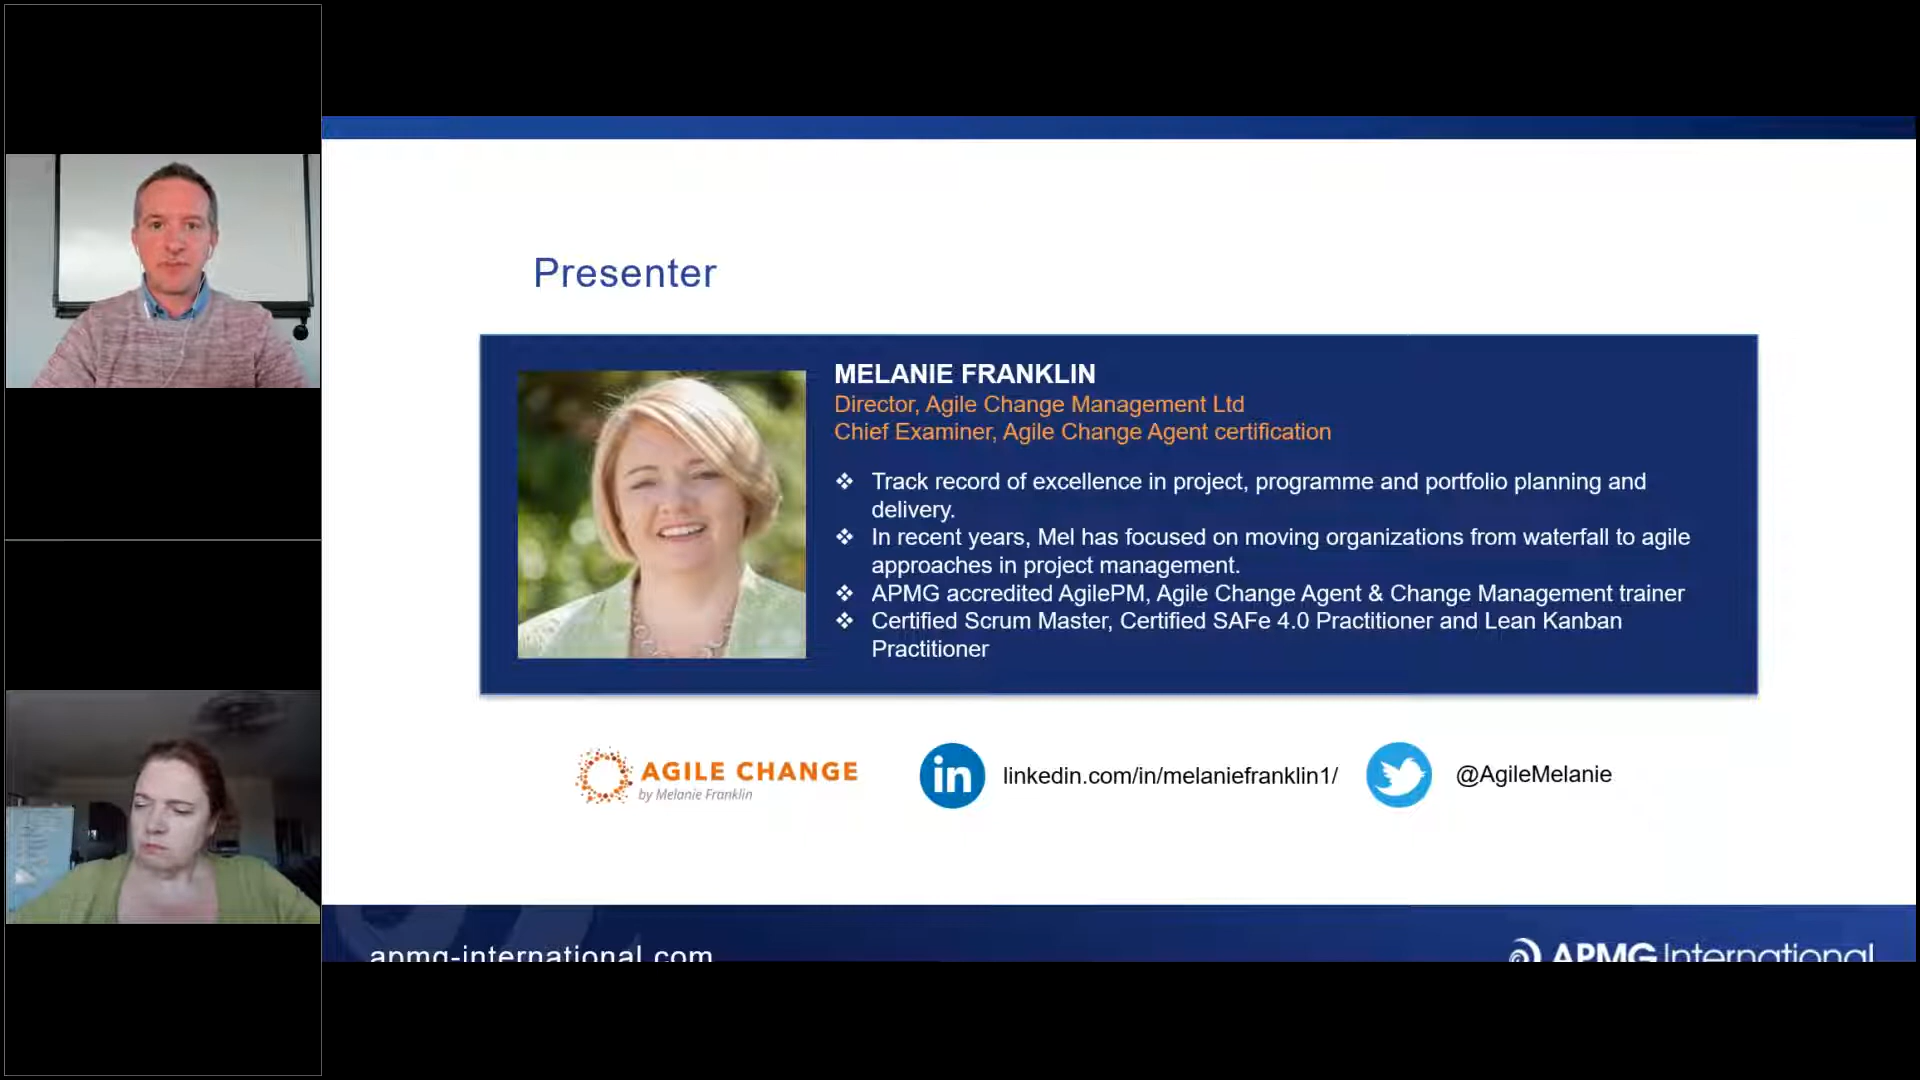 Presenter
MELANIE FRANKLIN
Director, Agile Change Management Ltd
Chief Examiner, Agile Change Agent certification
❖ Track record of excellence in project, programme and portfolio planning and
delivery.
❖ In recent years, Mel has focused on moving organizations from waterfall to agile
approaches in project management.
❖ APMG accredited AgilePM, Agile Change Agent & Change Management trainer
❖ Certified Scrum Master, Certified SAFe 4.0 Practitioner and Lean Kanban
Practitioner
AGILE CHANGE
by Melanie Franklin
in
linkedin.com/in/melaniefranklin1/
@AgileMelanie
apmg-international.com
APMG International